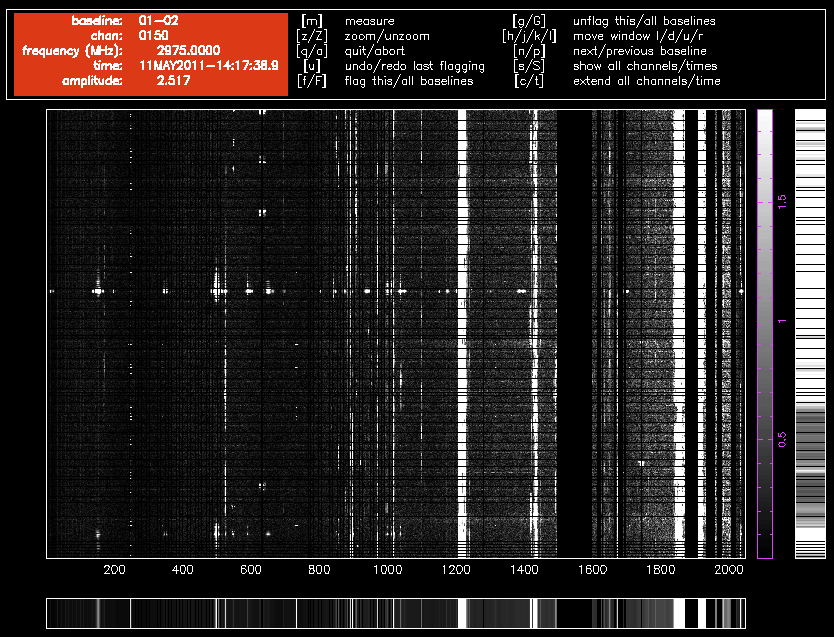 baseline: 01-02 [m] measure [g/G] unflag this/all baselines
chan: 0150 [z/Z] zoom/unzoom [h/j/k/l] move window l/d/u/r
frequency (MHz): 2975.0000 [q/a] quit/abort [n/p] next/previous baseline
time: 11MAY2011-14:17:38.9 [u] undo/redo last flagging [s/S] show all channels/times
amplitude: 2.517 [f/F] flag this/all baselines [c/t] extend all channels/time
1.5
1
0.5
200 400 600 800 1000 1200 1400 1600 1800 2000